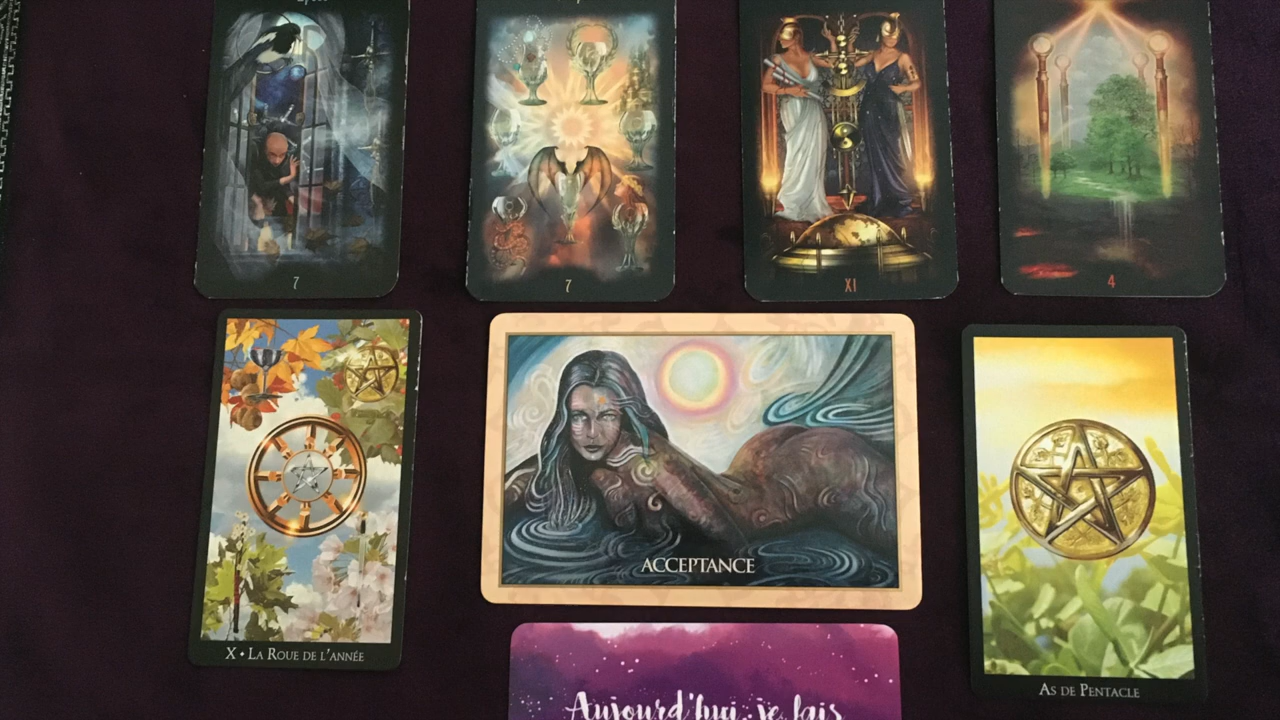 7
7
XI
4
X • La Roue de l'année
ACCEPTANCE
As de Pentacle
Aujourd'hui, je fais